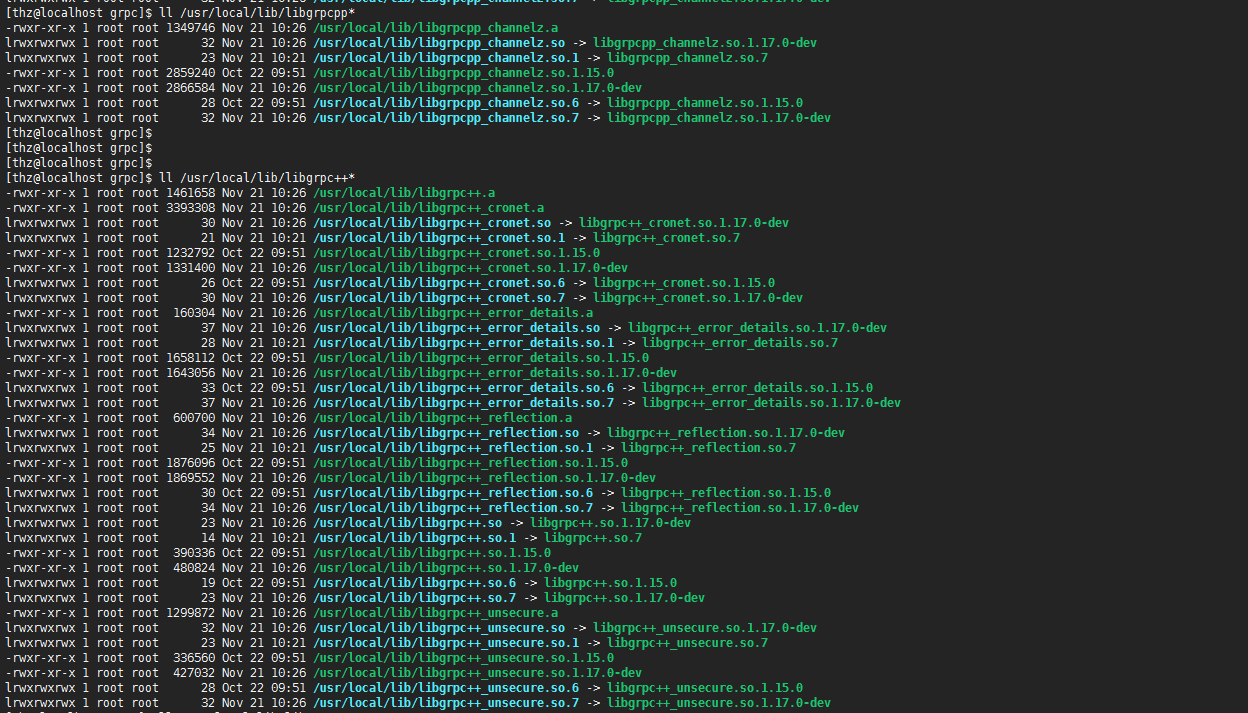 [thz@localhost grpc]$ ll /usr/local/lib/libgrpcpp*
-rwxr-xr-x 1 root root 1349746 Nov 21 10:26 /usr/local/lib/libgrpcpp_channelz.a
lrwxrwxrwx 1 root root      32 Nov 21 10:26 /usr/local/lib/libgrpcpp_channelz.so -> libgrpcpp_channelz.so.1.17.0-dev
lrwxrwxrwx 1 root root      23 Nov 21 10:21 /usr/local/lib/libgrpcpp_channelz.so.1 -> libgrpcpp_channelz.so.7
-rwxr-xr-x 1 root root 2859240 Oct 22 09:51 /usr/local/lib/libgrpcpp_channelz.so.1.15.0
-rwxr-xr-x 1 root root 2866584 Nov 21 10:26 /usr/local/lib/libgrpcpp_channelz.so.1.17.0-dev
lrwxrwxrwx 1 root root      28 Oct 22 09:51 /usr/local/lib/libgrpcpp_channelz.so.6 -> libgrpcpp_channelz.so.1.15.0
lrwxrwxrwx 1 root root      32 Nov 21 10:26 /usr/local/lib/libgrpcpp_channelz.so.7 -> libgrpcpp_channelz.so.1.17.0-dev
[thz@localhost grpc]$
[thz@localhost grpc]$
[thz@localhost grpc]$
[thz@localhost grpc]$ ll /usr/local/lib/libgrpc++*
-rwxr-xr-x 1 root root 1461658 Nov 21 10:26 /usr/local/lib/libgrpc++.a
-rwxr-xr-x 1 root root 3393308 Nov 21 10:26 /usr/local/lib/libgrpc++_cronet.a
lrwxrwxrwx 1 root root      30 Nov 21 10:26 /usr/local/lib/libgrpc++_cronet.so -> libgrpc++_cronet.so.1.17.0-dev
lrwxrwxrwx 1 root root      21 Nov 21 10:21 /usr/local/lib/libgrpc++_cronet.so.1 -> libgrpc++_cronet.so.7
-rwxr-xr-x 1 root root 1232792 Oct 22 09:51 /usr/local/lib/libgrpc++_cronet.so.1.15.0
-rwxr-xr-x 1 root root 1331400 Nov 21 10:26 /usr/local/lib/libgrpc++_cronet.so.1.17.0-dev
lrwxrwxrwx 1 root root      26 Oct 22 09:51 /usr/local/lib/libgrpc++_cronet.so.6 -> libgrpc++_cronet.so.1.15.0
lrwxrwxrwx 1 root root      30 Nov 21 10:26 /usr/local/lib/libgrpc++_cronet.so.7 -> libgrpc++_cronet.so.1.17.0-dev
-rwxr-xr-x 1 root root  160304 Nov 21 10:26 /usr/local/lib/libgrpc++_error_details.a
lrwxrwxrwx 1 root root      37 Nov 21 10:26 /usr/local/lib/libgrpc++_error_details.so -> libgrpc++_error_details.so.1.17.0-dev
lrwxrwxrwx 1 root root      28 Nov 21 10:21 /usr/local/lib/libgrpc++_error_details.so.1 -> libgrpc++_error_details.so.7
-rwxr-xr-x 1 root root 1658112 Oct 22 09:51 /usr/local/lib/libgrpc++_error_details.so.1.15.0
-rwxr-xr-x 1 root root 1643056 Nov 21 10:26 /usr/local/lib/libgrpc++_error_details.so.1.17.0-dev
lrwxrwxrwx 1 root root      33 Oct 22 09:51 /usr/local/lib/libgrpc++_error_details.so.6 -> libgrpc++_error_details.so.1.15.0
lrwxrwxrwx 1 root root      37 Nov 21 10:26 /usr/local/lib/libgrpc++_error_details.so.7 -> libgrpc++_error_details.so.1.17.0-dev
-rwxr-xr-x 1 root root  600700 Nov 21 10:26 /usr/local/lib/libgrpc++_reflection.a
lrwxrwxrwx 1 root root      34 Nov 21 10:26 /usr/local/lib/libgrpc++_reflection.so -> libgrpc++_reflection.so.1.17.0-dev
lrwxrwxrwx 1 root root      25 Nov 21 10:21 /usr/local/lib/libgrpc++_reflection.so.1 -> libgrpc++_reflection.so.7
-rwxr-xr-x 1 root root 1876096 Oct 22 09:51 /usr/local/lib/libgrpc++_reflection.so.1.15.0
-rwxr-xr-x 1 root root 1869552 Nov 21 10:26 /usr/local/lib/libgrpc++_reflection.so.1.17.0-dev
lrwxrwxrwx 1 root root      30 Oct 22 09:51 /usr/local/lib/libgrpc++_reflection.so.6 -> libgrpc++_reflection.so.1.15.0
lrwxrwxrwx 1 root root      34 Nov 21 10:26 /usr/local/lib/libgrpc++_reflection.so.7 -> libgrpc++_reflection.so.1.17.0-dev
lrwxrwxrwx 1 root root      23 Nov 21 10:26 /usr/local/lib/libgrpc++.so -> libgrpc++.so.1.17.0-dev
lrwxrwxrwx 1 root root      14 Nov 21 10:21 /usr/local/lib/libgrpc++.so.1 -> libgrpc++.so.7
-rwxr-xr-x 1 root root  390336 Oct 22 09:51 /usr/local/lib/libgrpc++.so.1.15.0
-rwxr-xr-x 1 root root  480824 Nov 21 10:26 /usr/local/lib/libgrpc++.so.1.17.0-dev
lrwxrwxrwx 1 root root      19 Oct 22 09:51 /usr/local/lib/libgrpc++.so.6 -> libgrpc++.so.1.15.0
lrwxrwxrwx 1 root root      23 Nov 21 10:26 /usr/local/lib/libgrpc++.so.7 -> libgrpc++.so.1.17.0-dev
-rwxr-xr-x 1 root root 1299872 Nov 21 10:26 /usr/local/lib/libgrpc++_unsecure.a
lrwxrwxrwx 1 root root      32 Nov 21 10:26 /usr/local/lib/libgrpc++_unsecure.so -> libgrpc++_unsecure.so.1.17.0-dev
lrwxrwxrwx 1 root root      23 Nov 21 10:21 /usr/local/lib/libgrpc++_unsecure.so.1 -> libgrpc++_unsecure.so.7
-rwxr-xr-x 1 root root  336560 Oct 22 09:51 /usr/local/lib/libgrpc++_unsecure.so.1.15.0
-rwxr-xr-x 1 root root  427032 Nov 21 10:26 /usr/local/lib/libgrpc++_unsecure.so.1.17.0-dev
lrwxrwxrwx 1 root root      28 Oct 22 09:51 /usr/local/lib/libgrpc++_unsecure.so.6 -> libgrpc++_unsecure.so.1.15.0
lrwxrwxrwx 1 root root      32 Nov 21 10:26 /usr/local/lib/libgrpc++_unsecure.so.7 -> libgrpc++_unsecure.so.1.17.0-dev